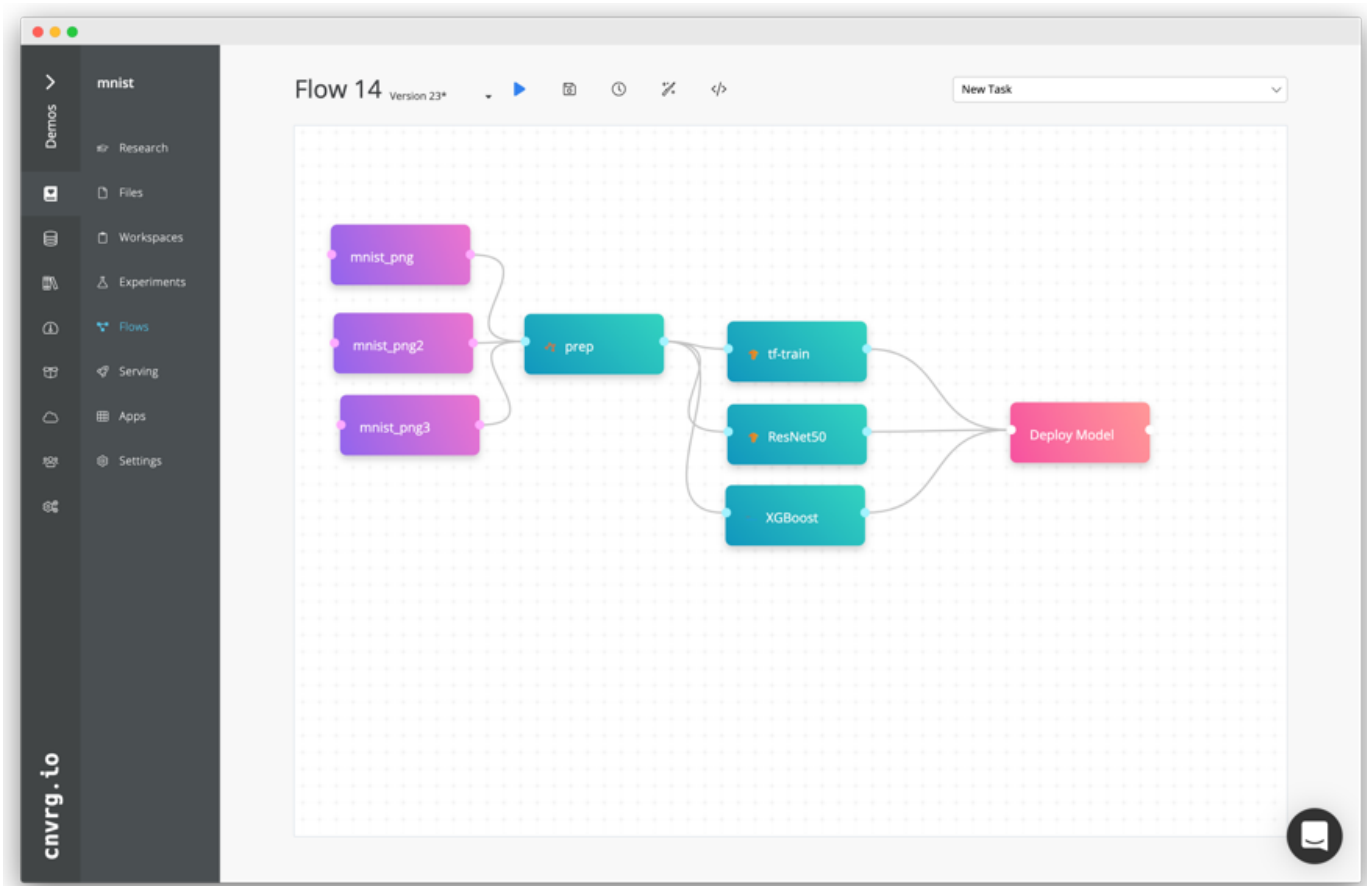 Demos
cnvrg.io
mnist
Research
Files
Workspaces
Experiments
Flows
Serving
Apps
Settings
Flow 14 Version 23*
</>
New Task
mnist_png
mnist_png2
mnist_png3
prep
tf-train
ResNet50
XGBoost
Deploy Model